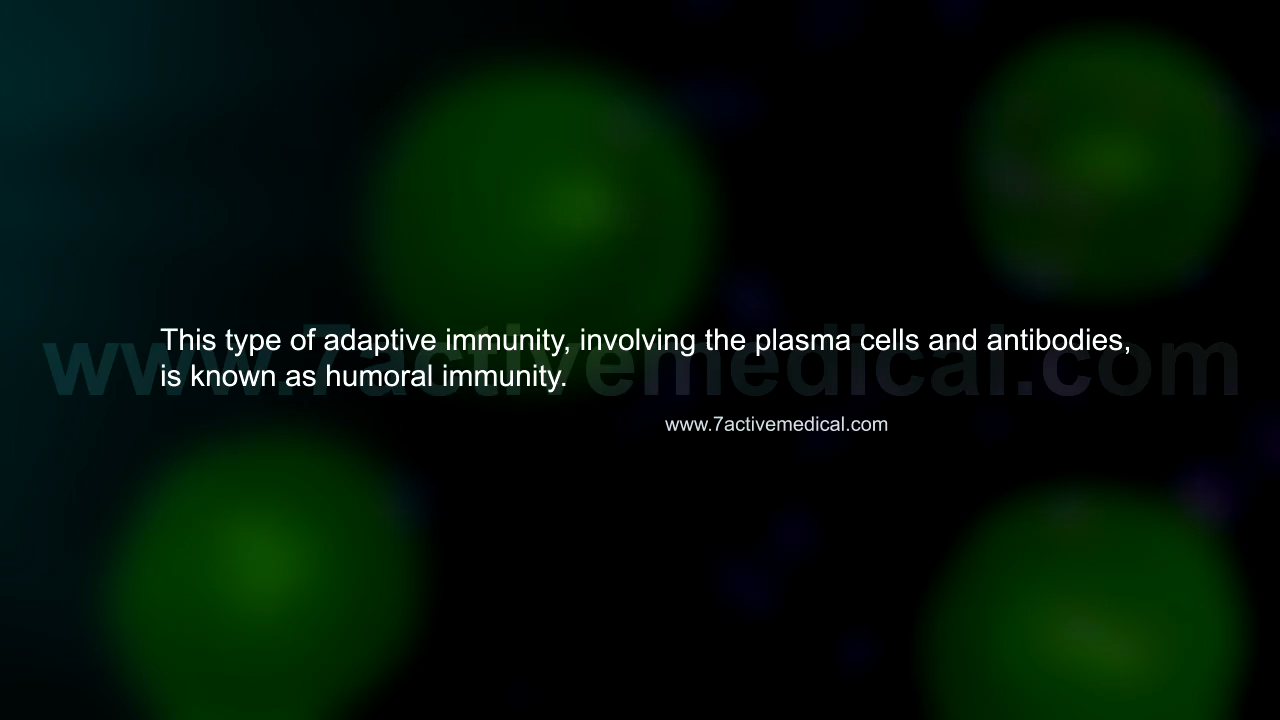 This type of adaptive immunity, involving the plasma cells and antibodies,
is known as humoral immunity.
www.7activemedical.com
www.7activemedical.com